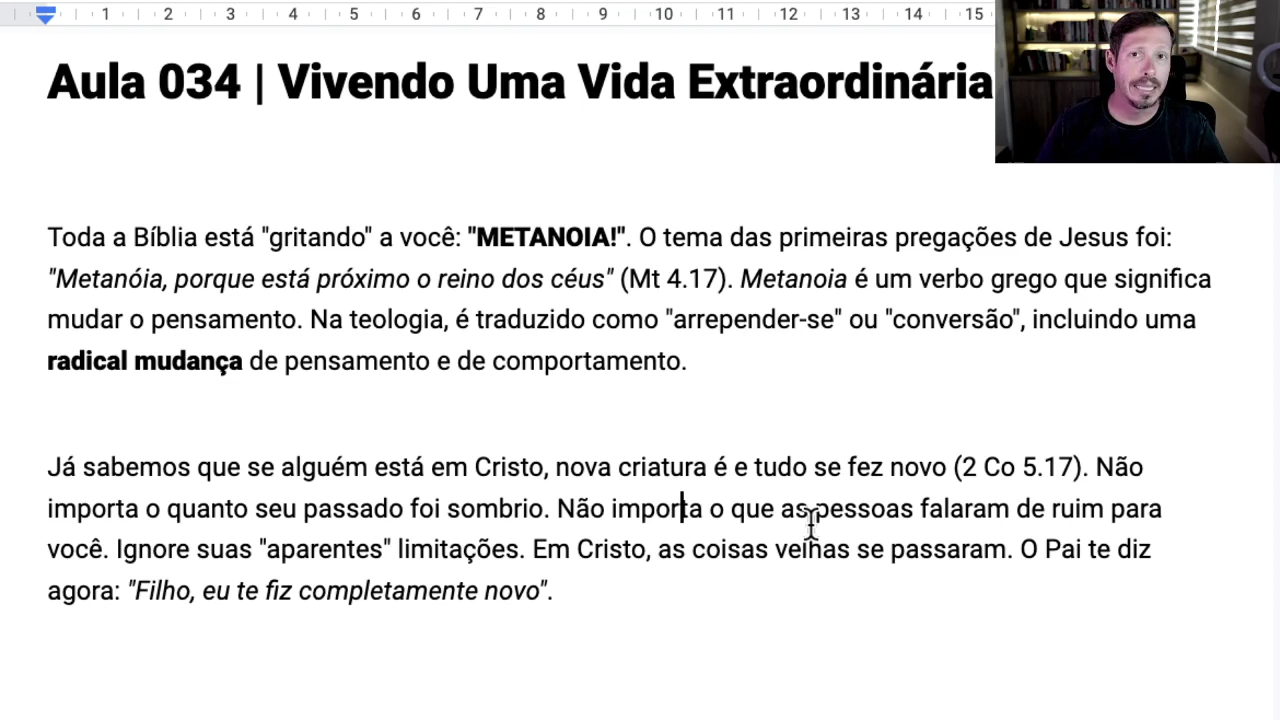 1 2 3 4 5 6 7 8 9 10 11 12 13 14 15
Aula 034 | Vivendo Uma Vida Extraordinária
Toda a Bíblia está "gritando" a você: "METANOIA!". O tema das primeiras pregações de Jesus foi:
"Metanóia, porque está próximo o reino dos céus" (Mt 4.17). Metanoia é um verbo grego que significa
mudar o pensamento. Na teologia, é traduzido como "arrepender-se" ou "conversão", incluindo uma
radical mudança de pensamento e de comportamento.
Já sabemos que se alguém está em Cristo, nova criatura é e tudo se fez novo (2 Co 5.17). Não
importa o quanto seu passado foi sombrio. Não importa o que as pessoas falaram de ruim para
você. Ignore suas "aparentes" limitações. Em Cristo, as coisas velhas se passaram. O Pai te diz
agora: "Filho, eu te fiz completamente novo".